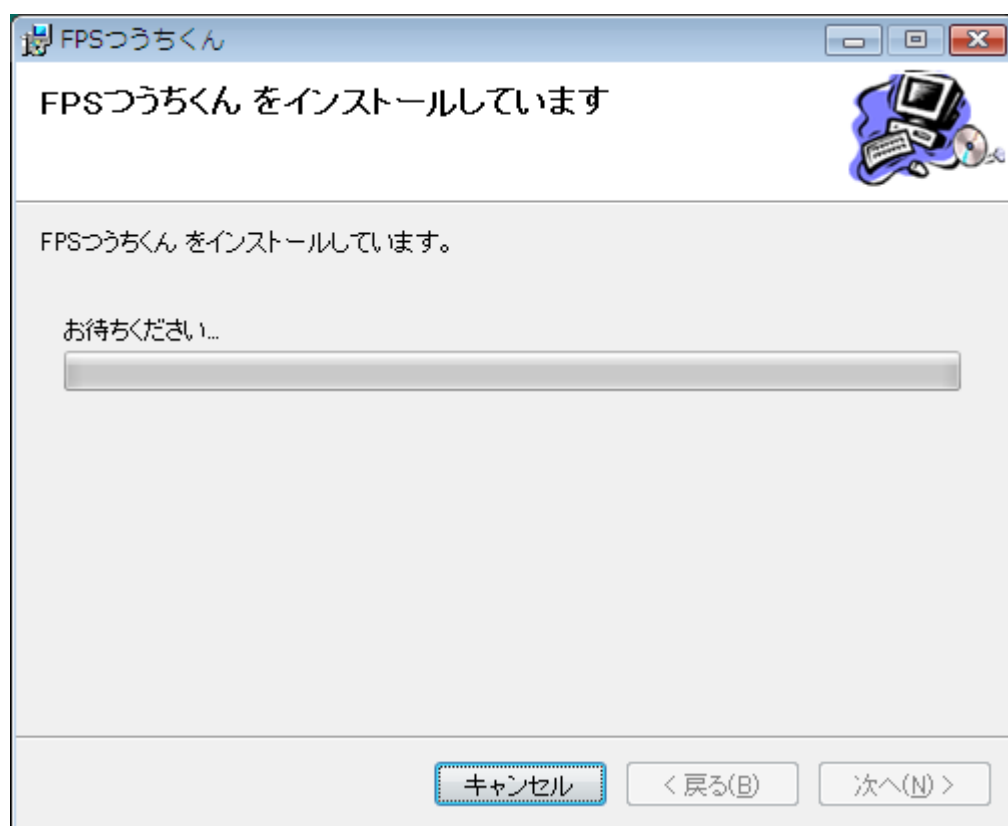 FPSつうちくん
FPSつうちくん をインストールしています
FPSつうちくん をインストールしています。
お待ちください...
キャンセル
< 戻る(B)
次へ(N) >